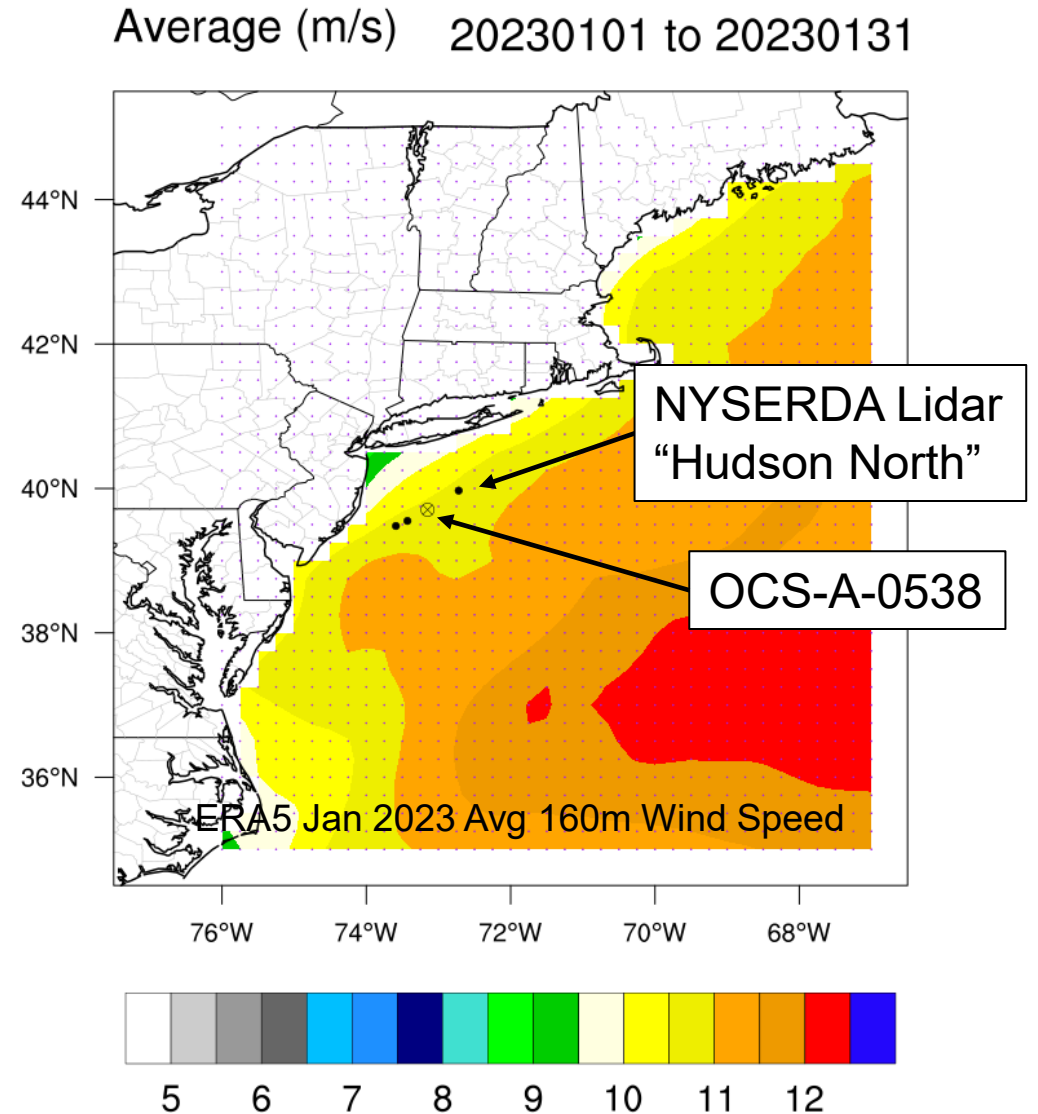 Average (m/s) 20230101 to 20230131
44°N
42°N
NYSERDA Lidar
“Hudson North”
40°N
OCS-A-0538
38°N
36°N
ERA5 Jan 2023 Avg 160m Wind Speed
76°W 74°W 72°W 70°W 68°W
5 6 7 8 9 10 11 12